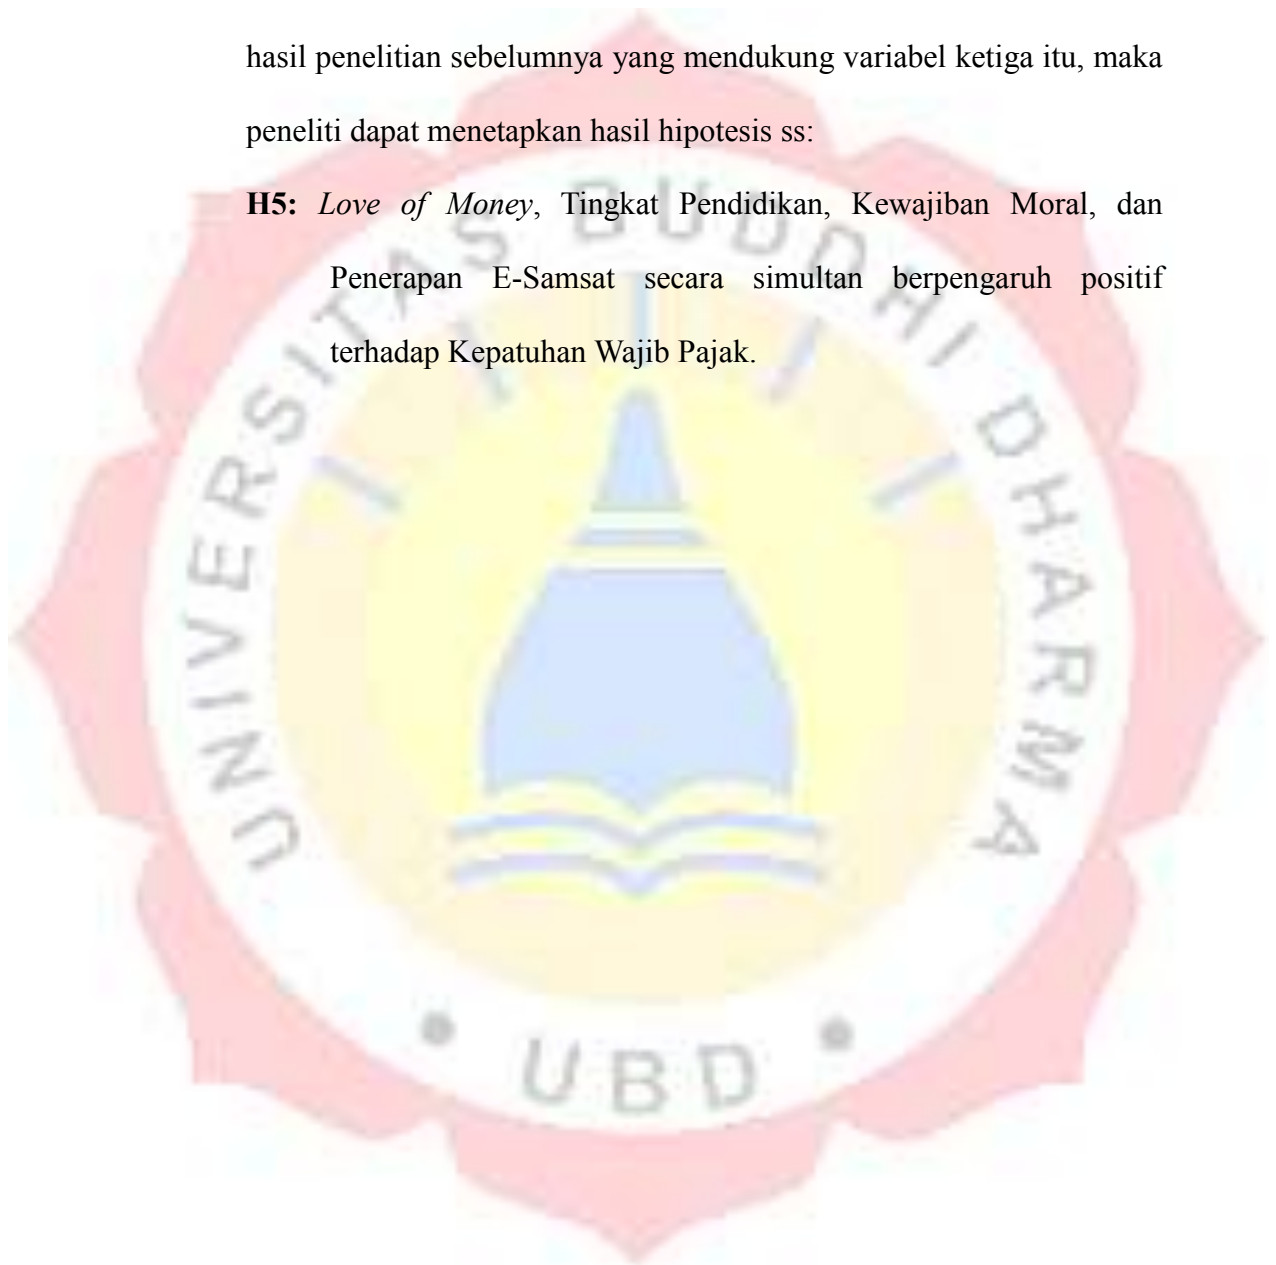 hasil penelitian sebelumnya yang mendukung variabel ketiga itu, maka
peneliti dapat menetapkan hasil hipotesis ss:
H5: Love of Money, Tingkat Pendidikan, Kewajiban Moral, dan
Penerapan E-Samsat secara simultan berpengaruh positif
terhadap Kepatuhan Wajib Pajak.
UNIVERSITAS BUDDHI DHARMA
• UBD •